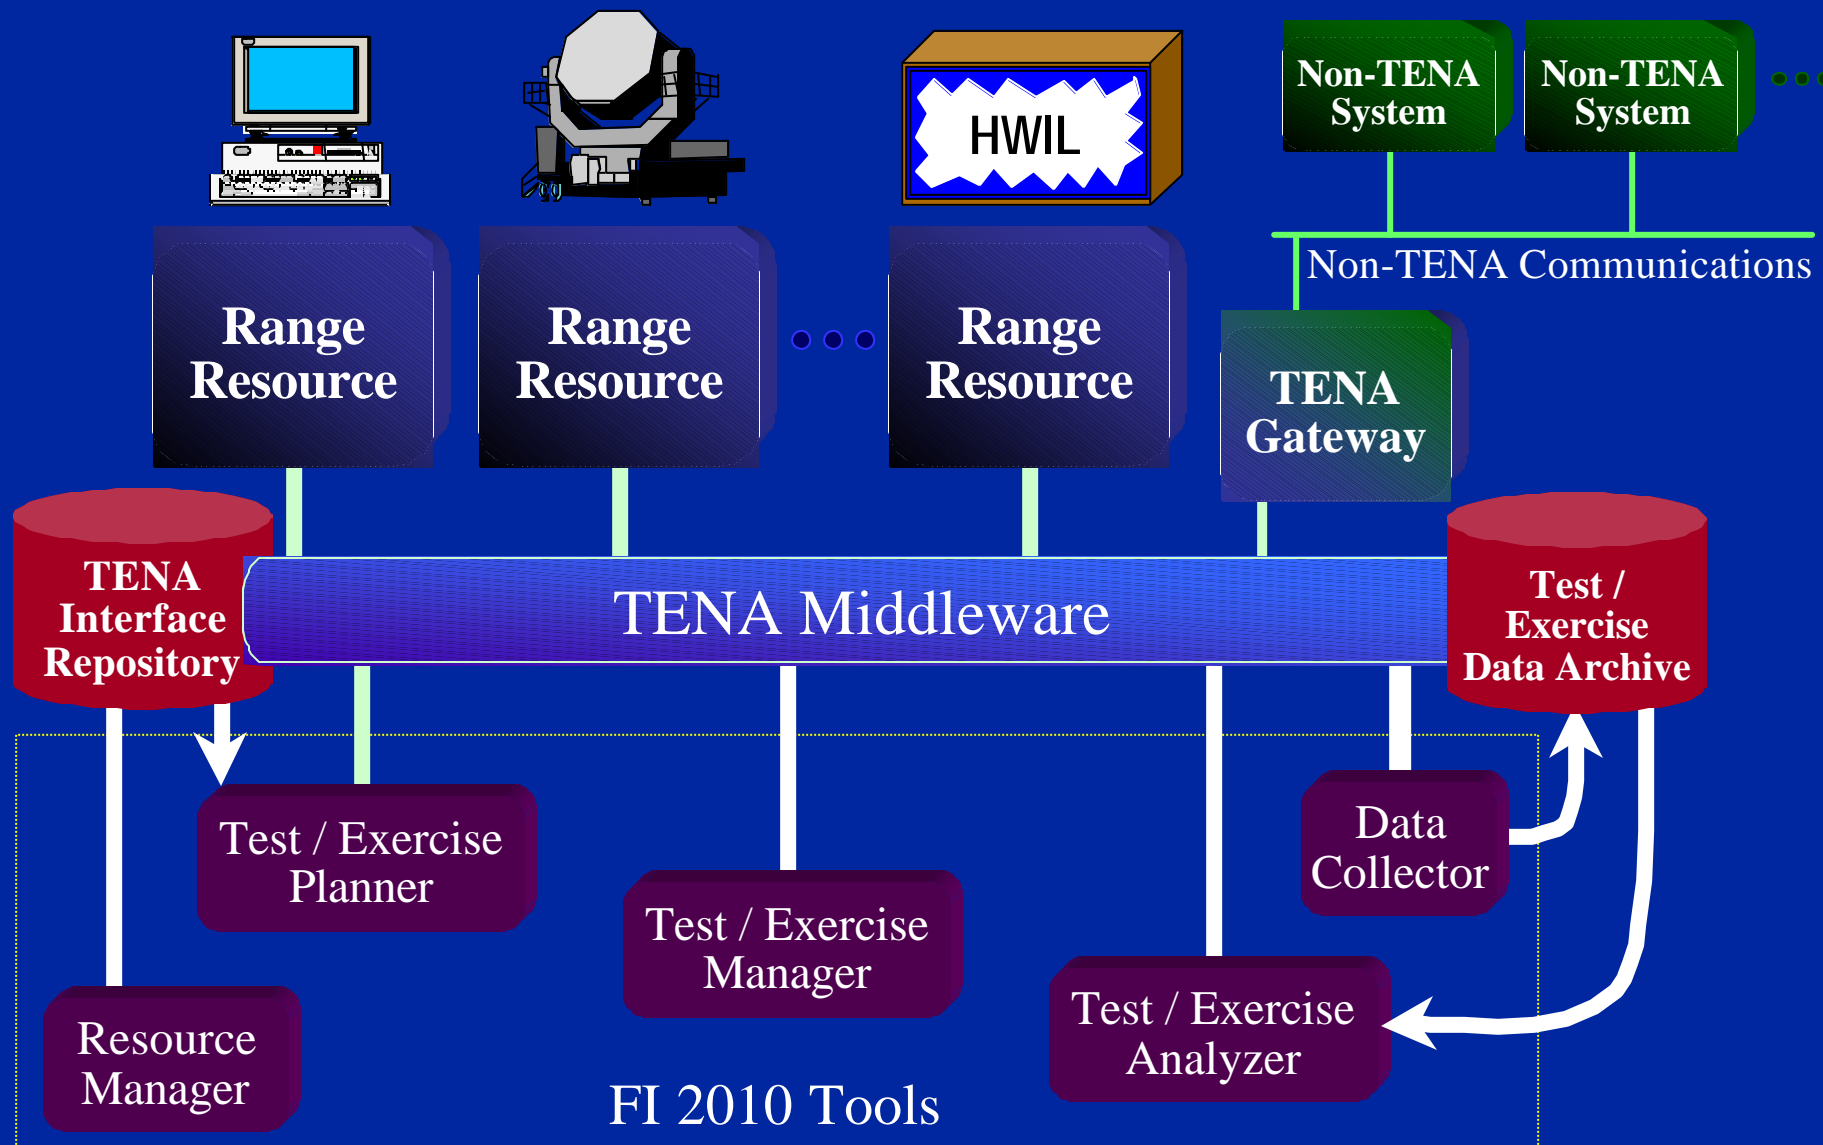 HWIL
Non-TENA
System
Non-TENA
System
Non-TENA Communications
Range
Resource
Range
Resource
Range
Resource
TENA
Gateway
TENA
Interface
Repository
TENA Middleware
Test /
Exercise
Data Archive
Test / Exercise
Planner
Data
Collector
Test / Exercise
Manager
Resource
Manager
Test / Exercise
Analyzer
FI 2010 Tools